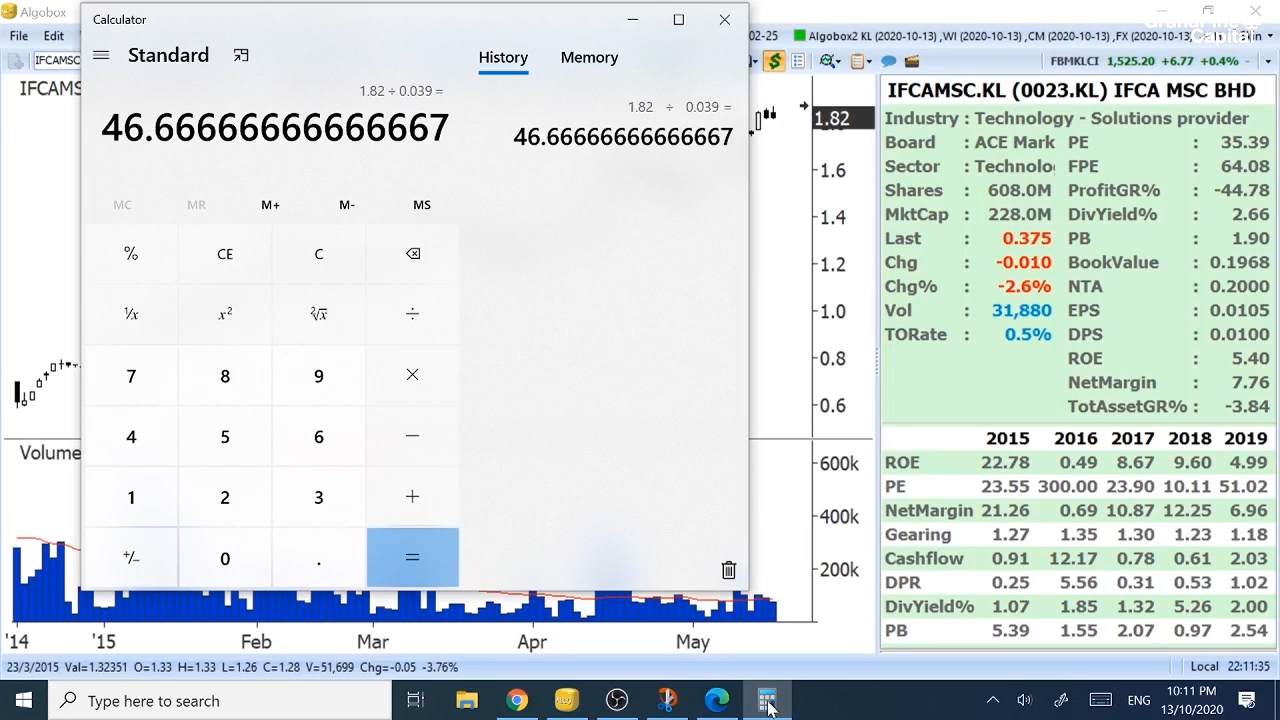 Algobox
File Edit
IFCAMSC
Calculator
Standard
History Memory
1.82 ÷ 0.039 =
46.66666666666667
1.82 ÷ 0.039 =
46.66666666666667
MC MR M+ M- MS
% CE C
¹/x x² ²√x ÷
7 8 9 ×
4 5 6 −
1 2 3 +
+/− 0 . =
Capital
02-25 Algobox2 KL (2020-10-13) ,WI (2020-10-13) ,CM (2020-10-13) ,FX (2020-10-13),
$ FBMKLCI 1,525.20 +6.77 +0.4% -
IFCAMS
1.82
1.6
1.4
1.2
1.0
0.8
0.6
Volume
600k
400k
200k
'14 '15 Feb Mar Apr May
IFCAMSC.KL (0023.KL) IFCA MSC BHD
Industry : Technology - Solutions provider
Board : ACE Mark PE : 35.39
Sector : Technolo FPE : 64.08
Shares : 608.0M ProfitGR% : -44.78
MktCap : 228.0M DivYield% : 2.66
Last : 0.375 PB : 1.90
Chg : -0.010 BookValue : 0.1968
Chg% : -2.6% NTA : 0.2000
Vol : 31,880 EPS : 0.0105
TORate : 0.5% DPS : 0.0100
ROE : 5.40
NetMargin : 7.76
TotAssetGR% : -3.84
2015 2016 2017 2018 2019
ROE 22.78 0.49 8.67 9.60 4.99
PE 23.55 300.00 23.90 10.11 51.02
NetMargin 21.26 0.69 10.87 12.25 6.96
Gearing 1.27 1.35 1.30 1.23 1.18
Cashflow 0.91 12.17 0.78 0.61 2.03
DPR 0.25 5.56 0.31 0.53 1.02
DivYield% 1.07 1.85 1.32 5.26 2.00
PB 5.39 1.55 2.07 0.97 2.54
23/3/2015 Val=1.32351 O=1.33 H=1.33 L=1.26 C=1.28 V=51,699 Chg=-0.05 -3.76%
Local 22:11:35
Type here to search
ENG
10:11 PM
13/10/2020